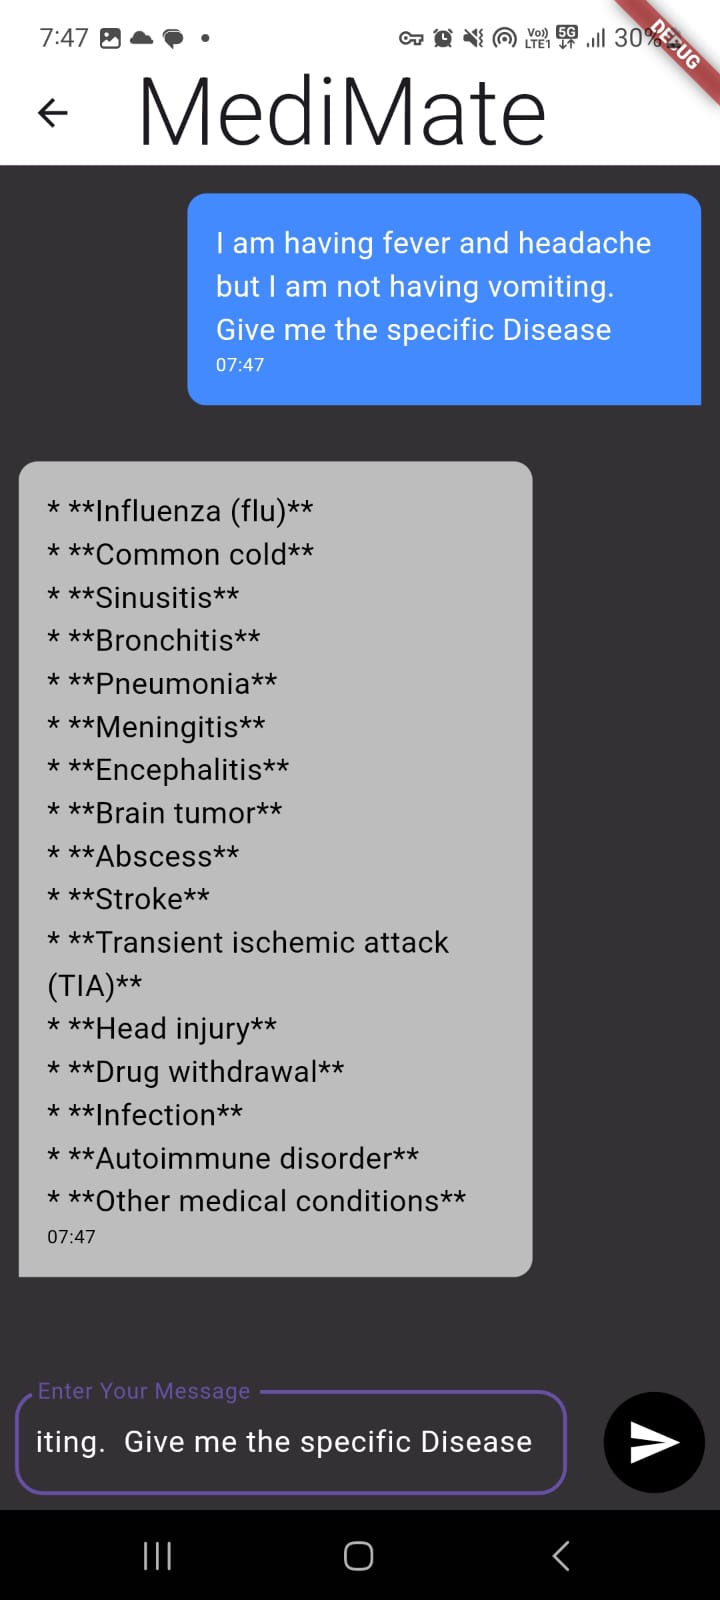 7:47
Vo)) 5G
LTE1
30%
DEBUG
MediMate
I am having fever and headache
but I am not having vomiting.
Give me the specific Disease
07:47
* **Influenza (flu)**
* **Common cold**
* **Sinusitis**
* **Bronchitis**
* **Pneumonia**
* **Meningitis**
* **Encephalitis**
* **Brain tumor**
* **Abscess**
* **Stroke**
* **Transient ischemic attack
(TIA)**
* **Head injury**
* **Drug withdrawal**
* **Infection**
* **Autoimmune disorder**
* **Other medical conditions**
07:47
Enter Your Message
iting.  Give me the specific Disease